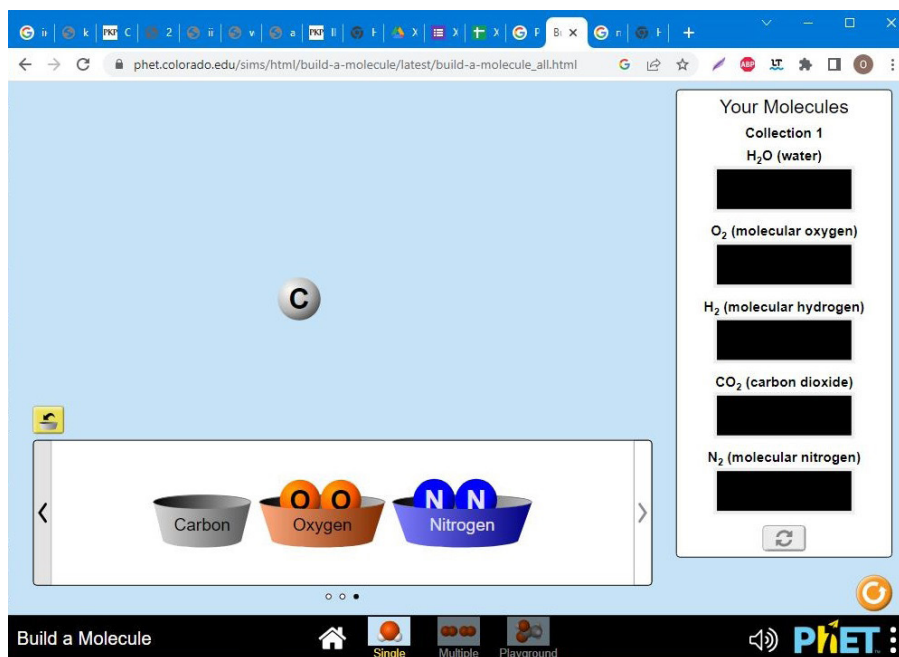 phet.colorado.edu/sims/html/build-a-molecule/latest/build-a-molecule_all.html
Your Molecules
Collection 1
H₂O (water)
O₂ (molecular oxygen)
H₂ (molecular hydrogen)
CO₂ (carbon dioxide)
N₂ (molecular nitrogen)
C
O O N N
Carbon Oxygen Nitrogen
Build a Molecule
Single Multiple Playground
PhET